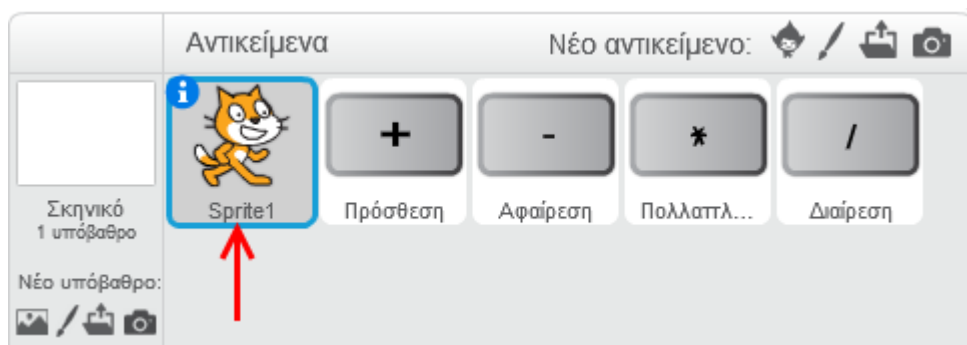 Αντικείμενα
Νέο αντικείμενο:
i
+
-
*
/
Sprite1
Πρόσθεση
Αφαίρεση
Πολλαπλ...
Διαίρεση
Σκηνικό
1 υπόβαθρο
Νέο υπόβαθρο: